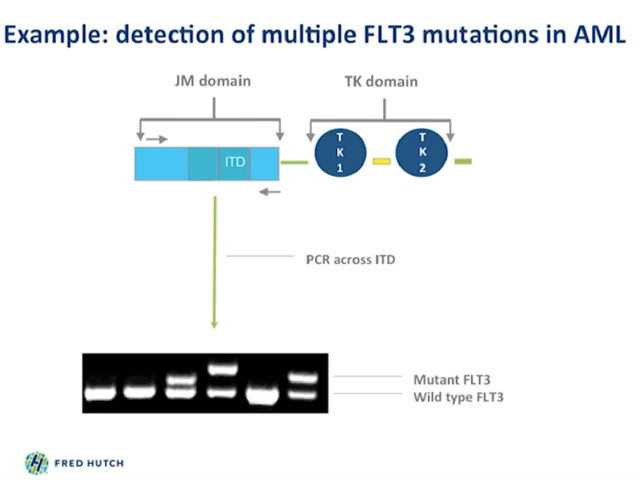 Example: detection of multiple FLT3 mutations in AML
JM domain
TK domain
ITD
T
K
1
T
K
2
PCR across ITD
Mutant FLT3
Wild type FLT3
FRED HUTCH